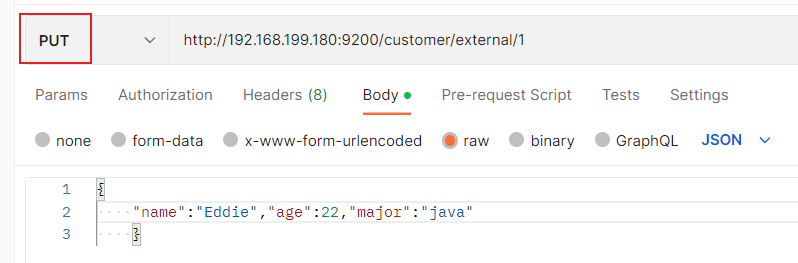 PUT http://192.168.199.180:9200/customer/external/1
Params Authorization Headers (8) Body Pre-request Script Tests Settings
none form-data x-www-form-urlencoded raw binary GraphQL JSON
1 {
2 "name":"Eddie","age":22,"major":"java"
3 }